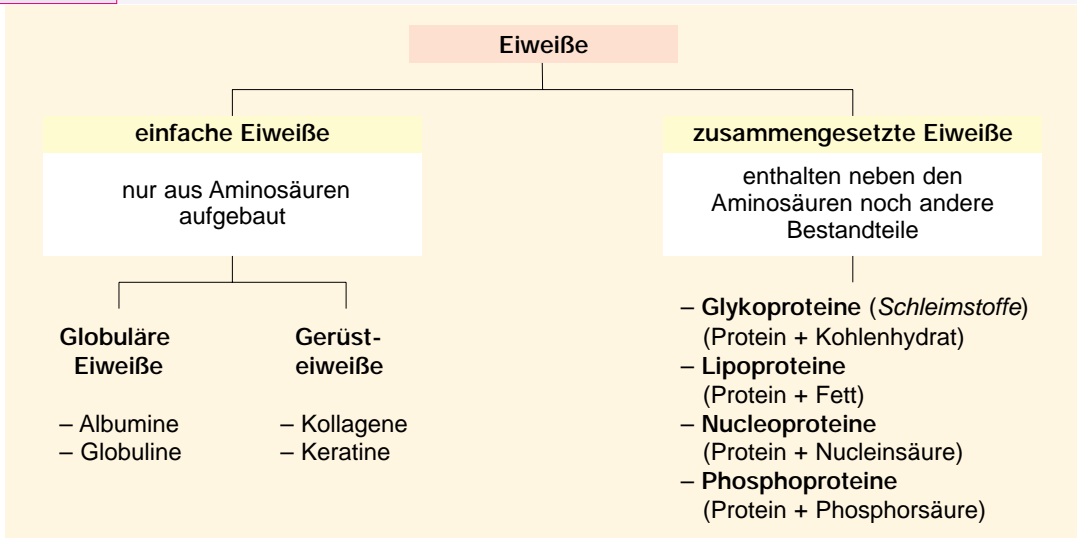 Eiweiße
einfache Eiweiße
nur aus Aminosäuren
aufgebaut
Globuläre
Eiweiße
– Albumine
– Globuline
Gerüst-
eiweiße
– Kollagene
– Keratine
zusammengesetzte Eiweiße
enthalten neben den
Aminosäuren noch andere
Bestandteile
– Glykoproteine (Schleimstoffe)
(Protein + Kohlenhydrat)
– Lipoproteine
(Protein + Fett)
– Nucleoproteine
(Protein + Nucleinsäure)
– Phosphoproteine
(Protein + Phosphorsäure)